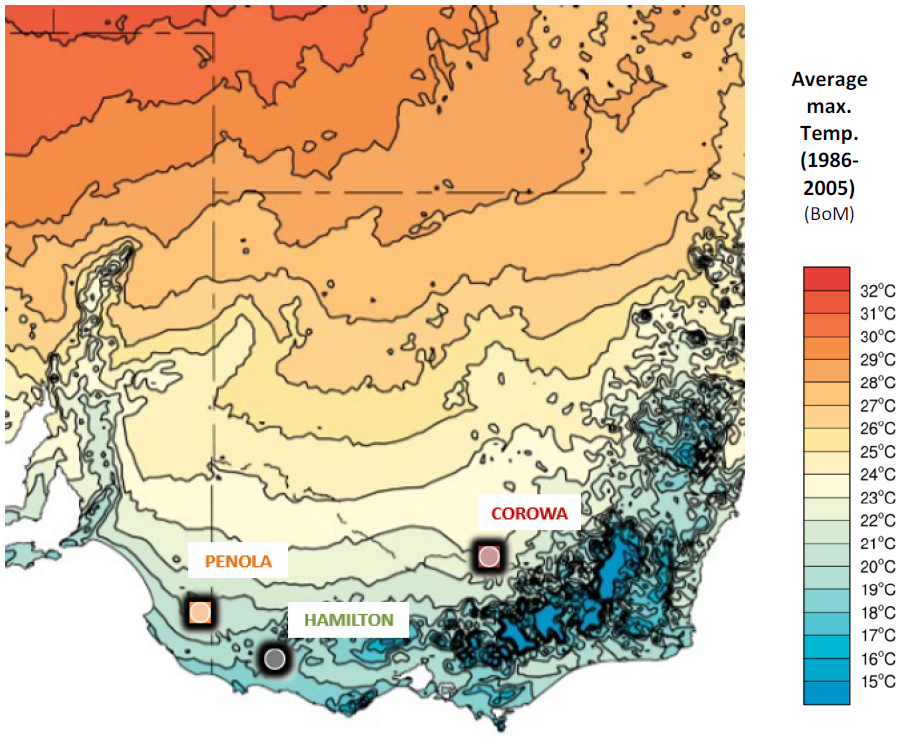 Average
max.
Temp.
(1986-
2005)
(BoM)
32°C
31°C
30°C
29°C
28°C
27°C
26°C
25°C
24°C
23°C
22°C
21°C
20°C
19°C
18°C
17°C
16°C
15°C
COROWA
PENOLA
HAMILTON